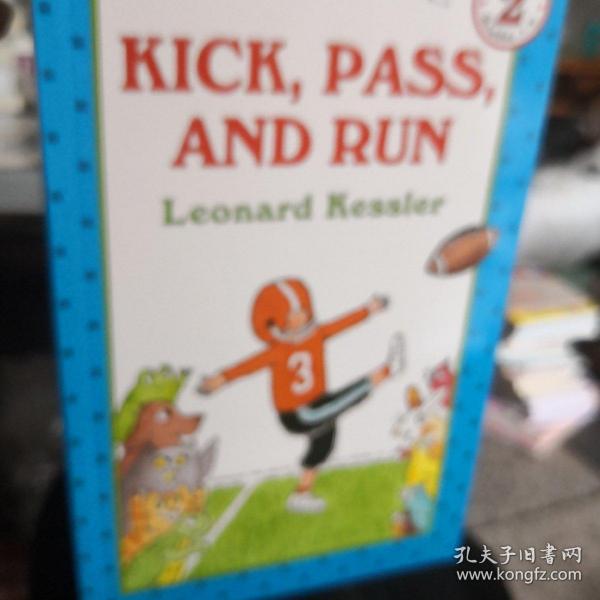 2
KICK, PASS,
AND RUN
Leonard Kessler
3
孔夫子旧书网
www.kongfz.com